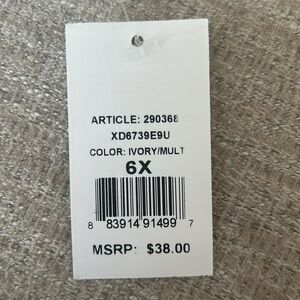 ARTICLE: 290368
XD6739E9U
COLOR: IVORY/MULT
6X
8 83914 91499 7
MSRP: $38.00